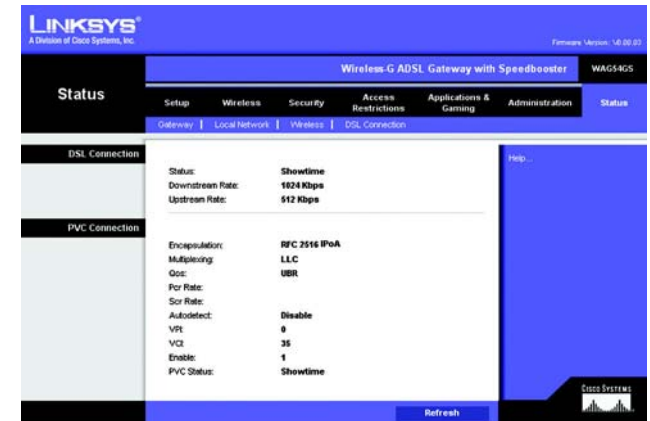 LINKSYS®
A Division of Cisco Systems, Inc.
Firmware Version: V0.00.03
Wireless-G ADSL Gateway with Speedbooster WAG54GS
Status
Setup Wireless Security Access Restrictions Applications & Gaming Administration Status
Gateway | Local Network | Wireless | DSL Connection
DSL Connection
Help...
Status: Showtime
Downstream Rate: 1024 Kbps
Upstream Rate: 512 Kbps
PVC Connection
Encapsulation: RFC 2516 IPoA
Multiplexing: LLC
Qos: UBR
Pcr Rate:
Scr Rate:
Autodetect: Disable
VPI: 0
VCI: 35
Enable: 1
PVC Status: Showtime
Refresh
CISCO SYSTEMS